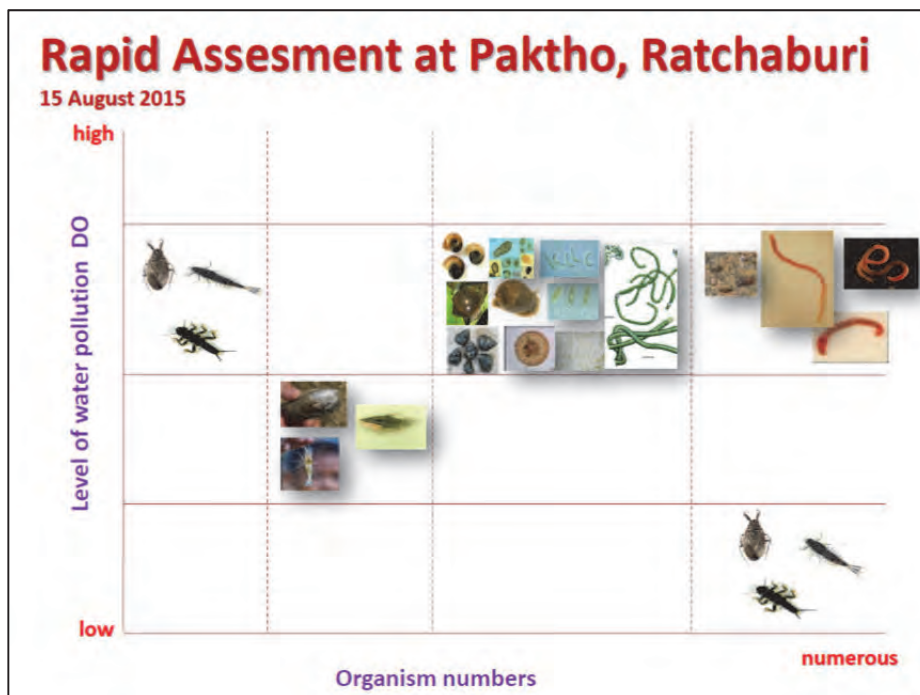 Rapid Assesment at Paktho, Ratchaburi
15 August 2015
high
Level of water pollution DO
low
numerous
Organism numbers